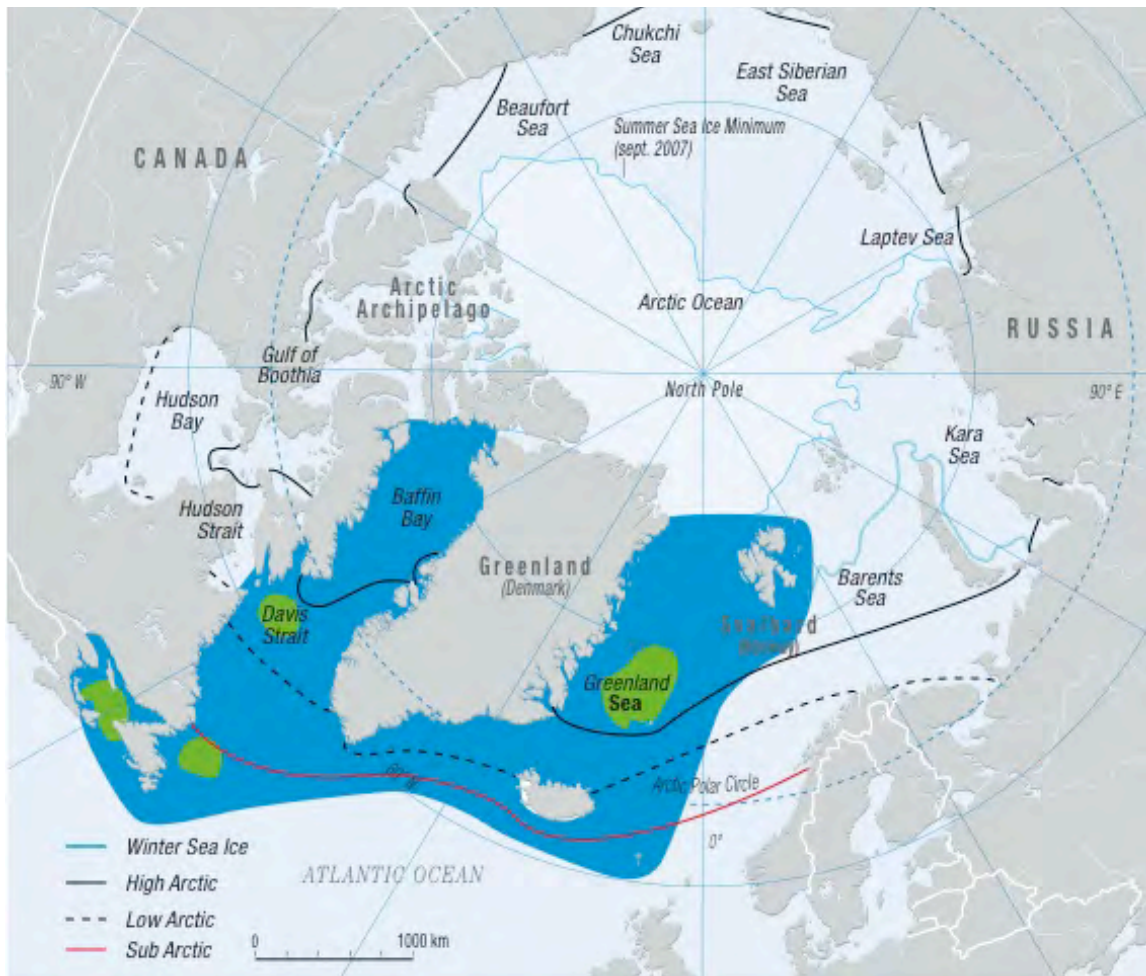 Chukchi
Sea
East Siberian
Sea
Beaufort
Sea
Summer Sea Ice Minimum
(sept. 2007)
CANADA
Laptev Sea
Arctic
Archipelago
Arctic Ocean
RUSSIA
Gulf of
Boothia
90° W
North Pole
90° E
Hudson
Bay
Kara
Sea
Hudson
Strait
Baffin
Bay
Greenland
(Denmark)
Barents
Sea
Davis
Strait
Svalbard
(Norway)
Greenland
Sea
60° N
Arctic Polar Circle
0°
Winter Sea Ice
High Arctic
Low Arctic
Sub Arctic
ATLANTIC OCEAN
0 1000 km